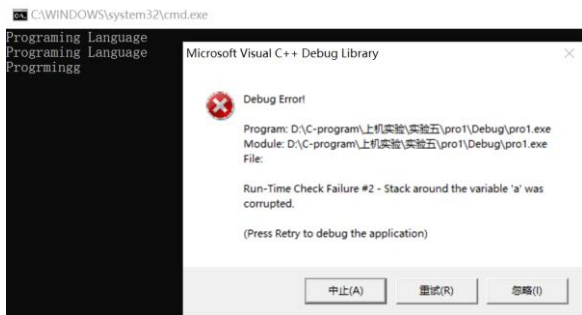 C:\WINDOWS\system32\cmd.exe
Programing Language
Programing Language
Progrmingg
Microsoft Visual C++ Debug Library
Debug Error!
Program: D:\C-program\上机实验\实验五\pro1\Debug\pro1.exe
Module: D:\C-program\上机实验\实验五\pro1\Debug\pro1.exe
File:
Run-Time Check Failure #2 - Stack around the variable 'a' was
corrupted.
(Press Retry to debug the application)
中止(A) 重试(R) 忽略(I)